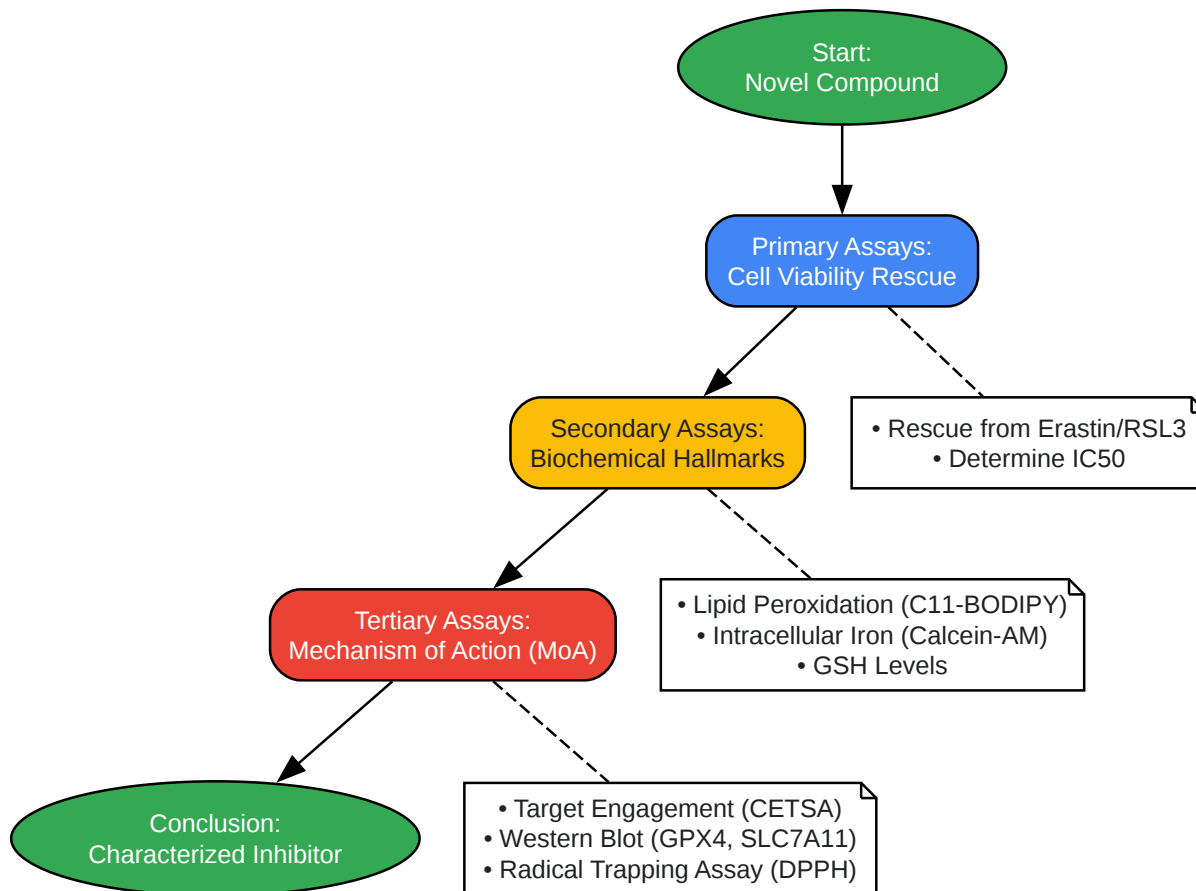 Start:
Novel Compound
Primary Assays:
Cell Viability Rescue
• Rescue from Erastin/RSL3
• Determine IC50
Secondary Assays:
Biochemical Hallmarks
• Lipid Peroxidation (C11-BODIPY)
• Intracellular Iron (Calcein-AM)
• GSH Levels
Tertiary Assays:
Mechanism of Action (MoA)
• Target Engagement (CETSA)
• Western Blot (GPX4, SLC7A11)
• Radical Trapping Assay (DPPH)
Conclusion:
Characterized Inhibitor